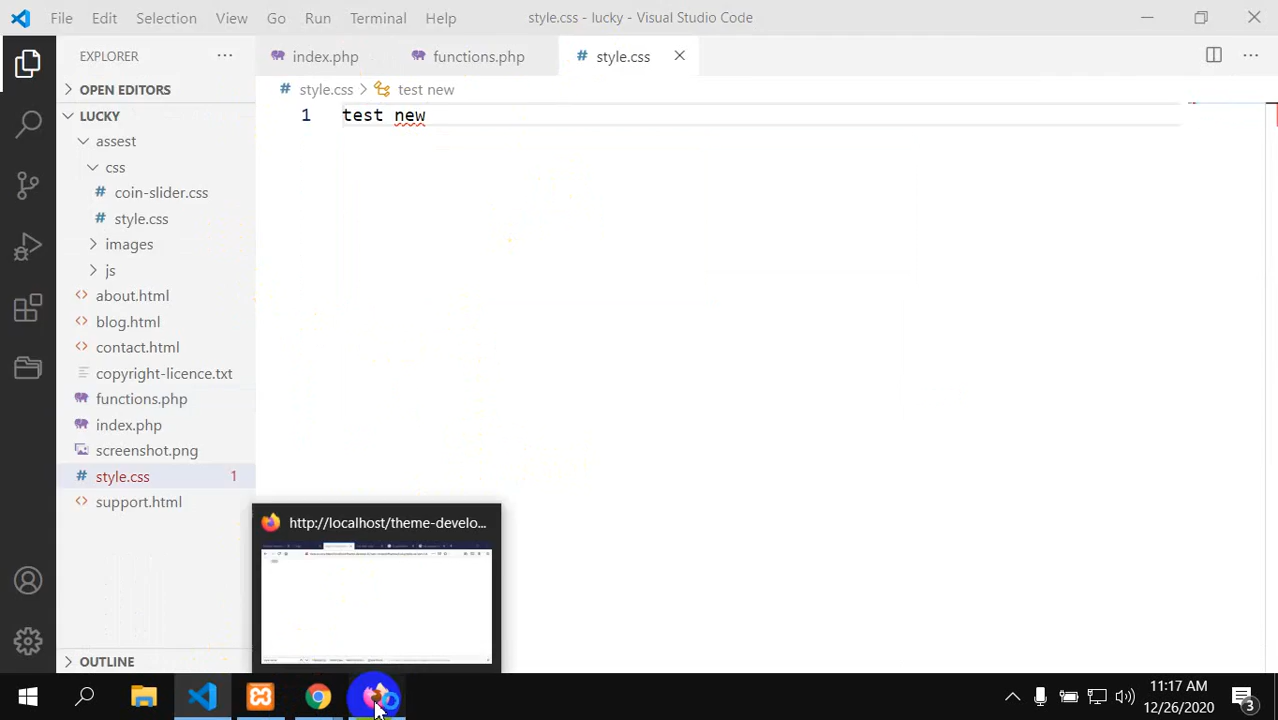 File Edit Selection View Go Run Terminal Help style.css - lucky - Visual Studio Code
EXPLORER ···
index.php functions.php # style.css
OPEN EDITORS
# style.css > test new
LUCKY
1 test new
assest
css
# coin-slider.css
# style.css
images
js
<> about.html
<> blog.html
<> contact.html
copyright-licence.txt
functions.php
index.php
screenshot.png
# style.css 1
<> support.html
http://localhost/theme-develo...
OUTLINE
11:17 AM
12/26/2020
3